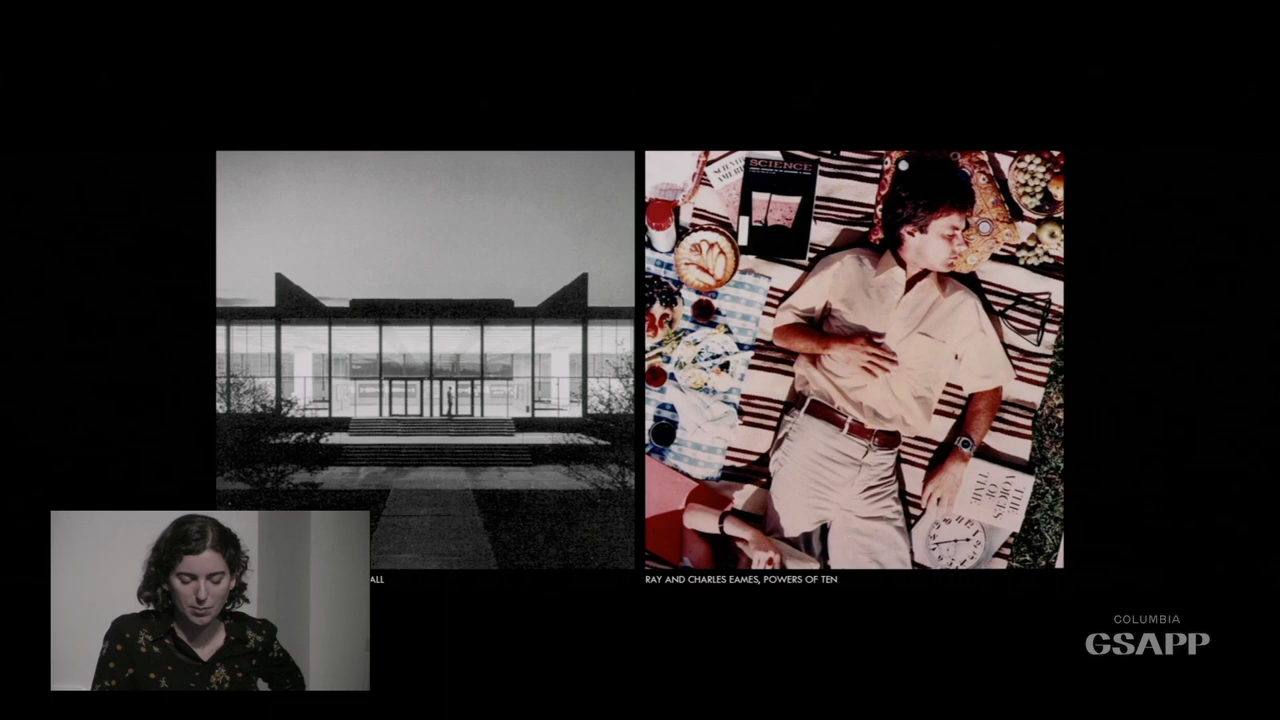 SCIENCE
THE
VOICES
OF
TIME
ALL
RAY AND CHARLES EAMES, POWERS OF TEN
COLUMBIA
GSAPP